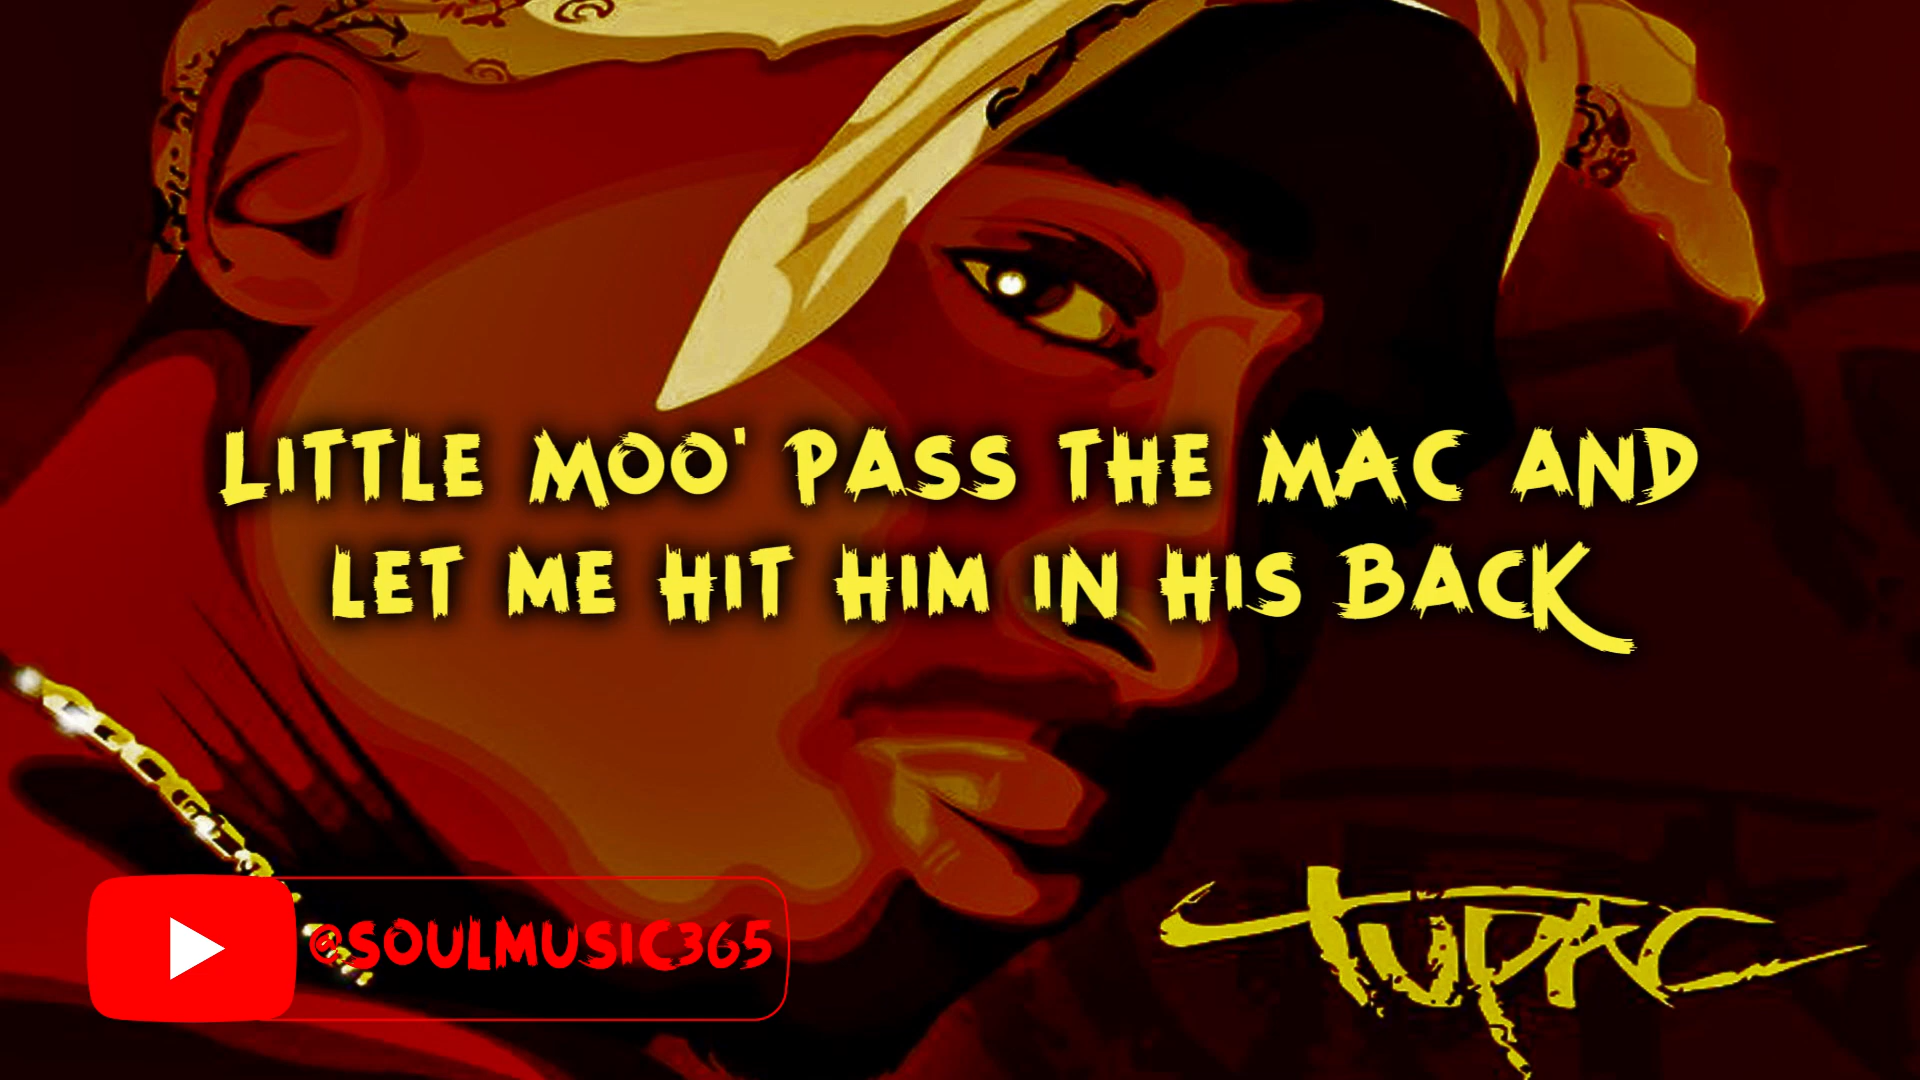 LITTLE MOO' PASS THE MAC AND
LET ME HIT HIM IN HIS BACK
@SOULMUSIC365
TUPAC